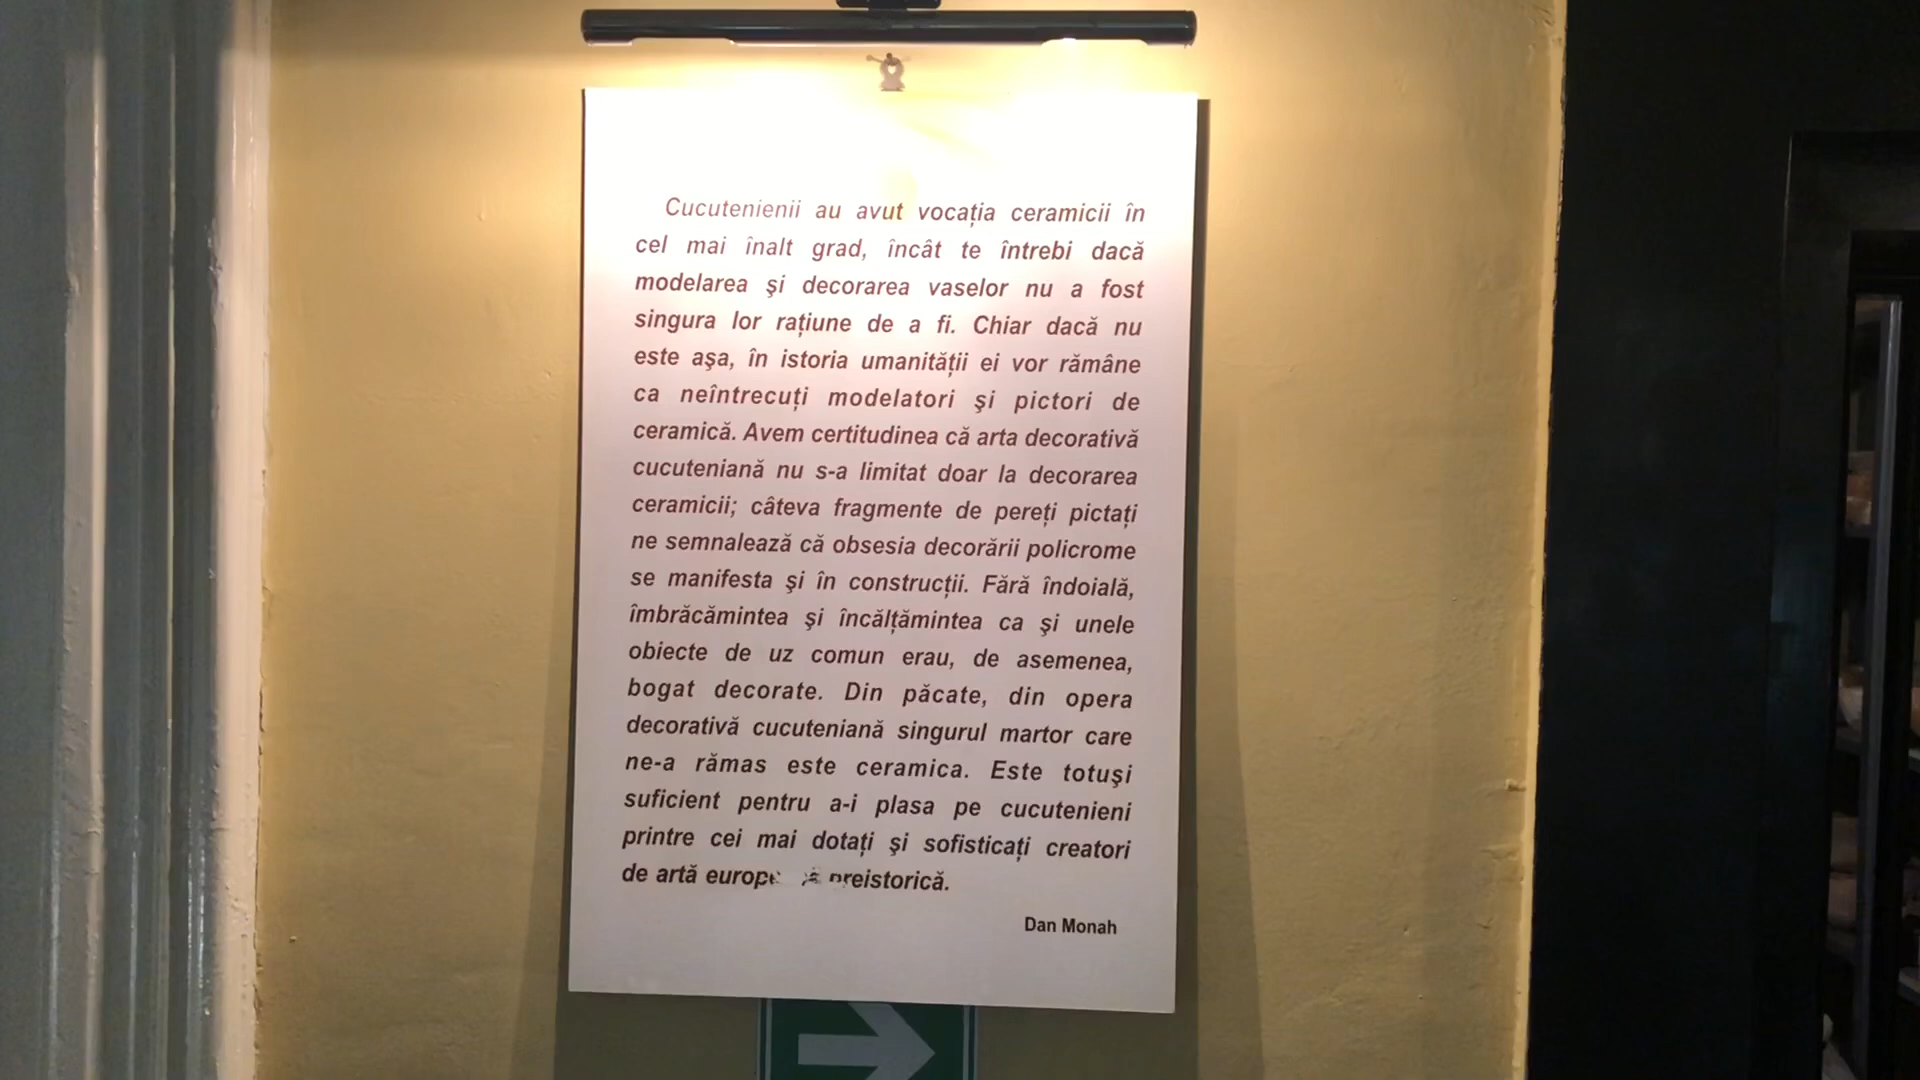 Cucutenienii au avut vocația ceramicii în
cel mai înalt grad, încât te întrebi dacă
modelarea şi decorarea vaselor nu a fost
singura lor rațiune de a fi. Chiar dacă nu
este aşa, în istoria umanității ei vor rămâne
ca neîntrecuți modelatori şi pictori de
ceramică. Avem certitudinea că arta decorativă
cucuteniană nu s-a limitat doar la decorarea
ceramicii; câteva fragmente de pereți pictați
ne semnalează că obsesia decorării policrome
se manifesta şi în construcții. Fără îndoială,
îmbrăcămintea şi încălțămintea ca şi unele
obiecte de uz comun erau, de asemenea,
bogat decorate. Din păcate, din opera
decorativă cucuteniană singurul martor care
ne-a rămas este ceramica. Este totuşi
suficient pentru a-i plasa pe cucutenieni
printre cei mai dotați şi sofisticați creatori
de artă preistorică.
Dan Monah